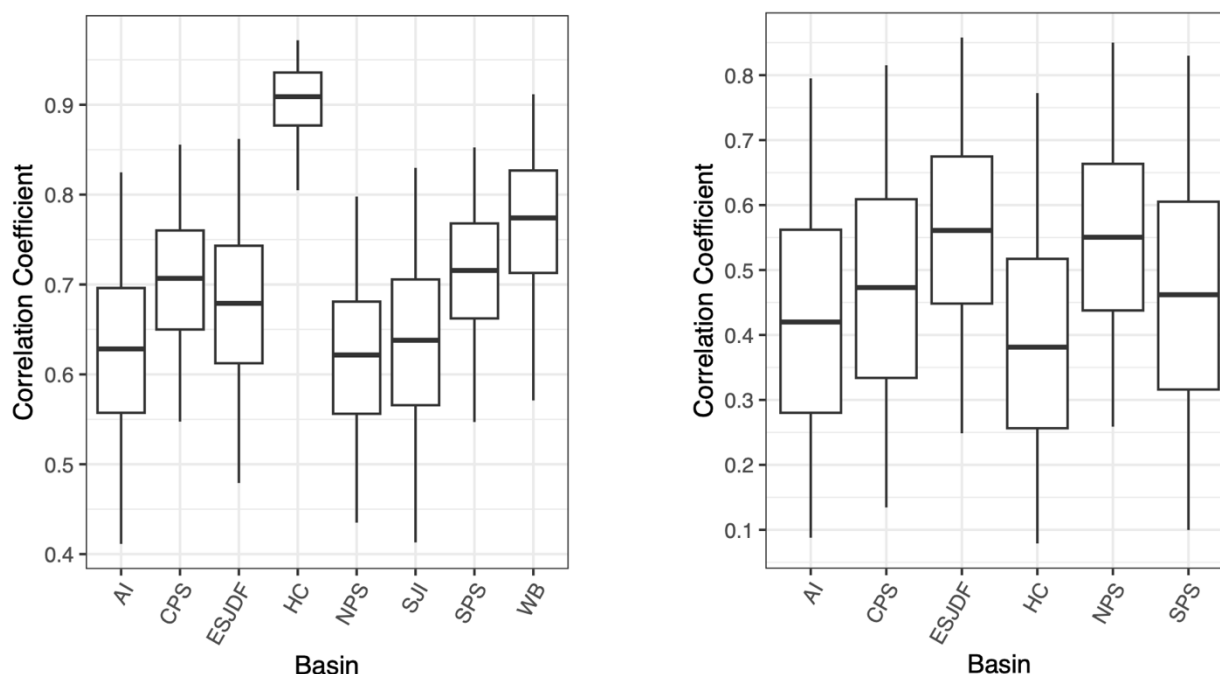 Correlation Coefficient
0.9
0.8
0.7
0.6
0.5
0.4
AI
CPS
ESJDF
HC
NPS
SJI
SPS
WB
Basin
Correlation Coefficient
0.8
0.7
0.6
0.5
0.4
0.3
0.2
0.1
AI
CPS
ESJDF
HC
NPS
SPS
Basin